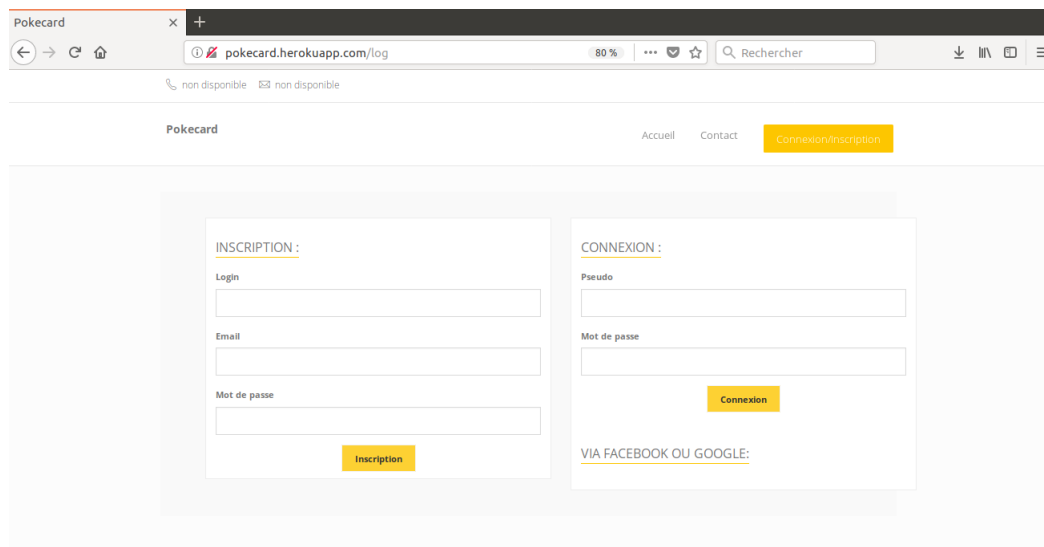 Pokecard
pokecard.herokuapp.com/log
80 %
Rechercher
non disponible
non disponible
Pokecard
Accueil
Contact
Connexion/Inscription
INSCRIPTION :
Login
Email
Mot de passe
Inscription
CONNEXION :
Pseudo
Mot de passe
Connexion
VIA FACEBOOK OU GOOGLE: